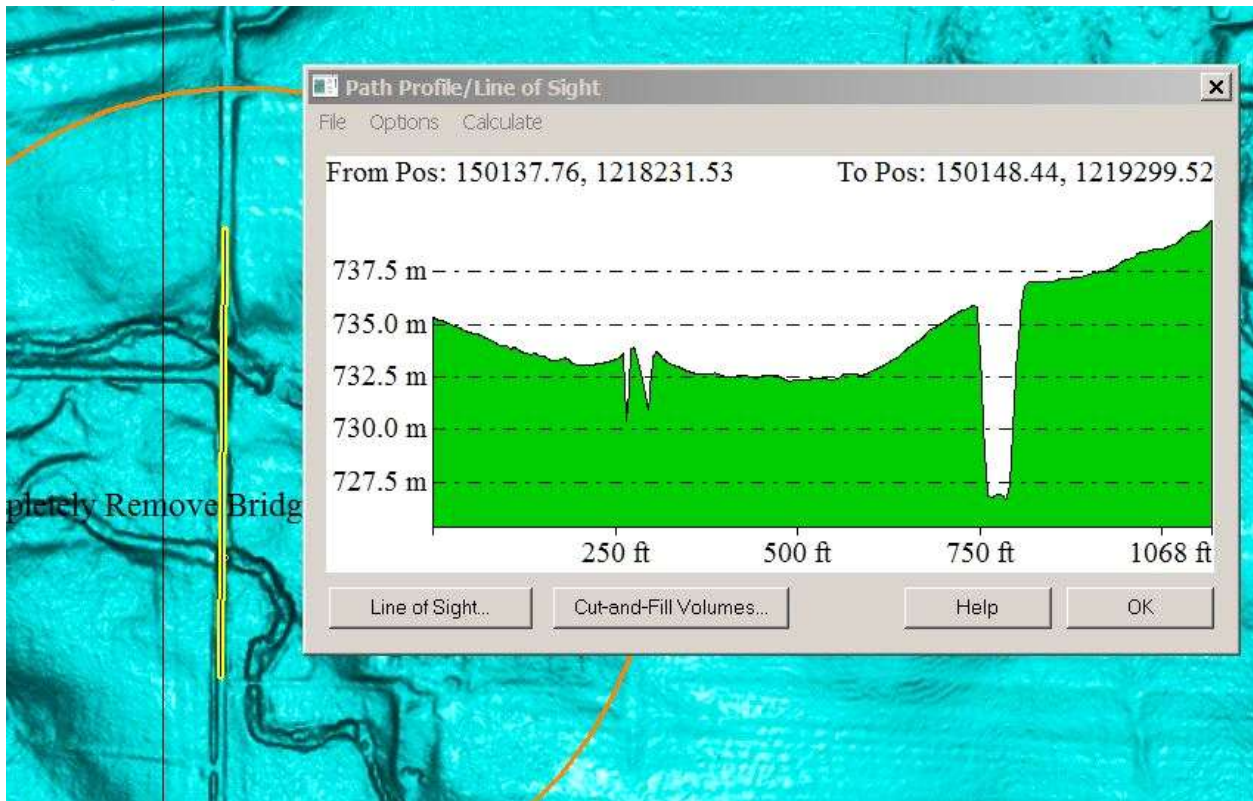 Path Profile/Line of Sight
File Options Calculate
From Pos: 150137.76, 1218231.53 To Pos: 150148.44, 1219299.52
737.5 m
735.0 m
732.5 m
730.0 m
727.5 m
250 ft 500 ft 750 ft 1068 ft
Line of Sight... Cut-and-Fill Volumes... Help OK
pletely Remove Bridg